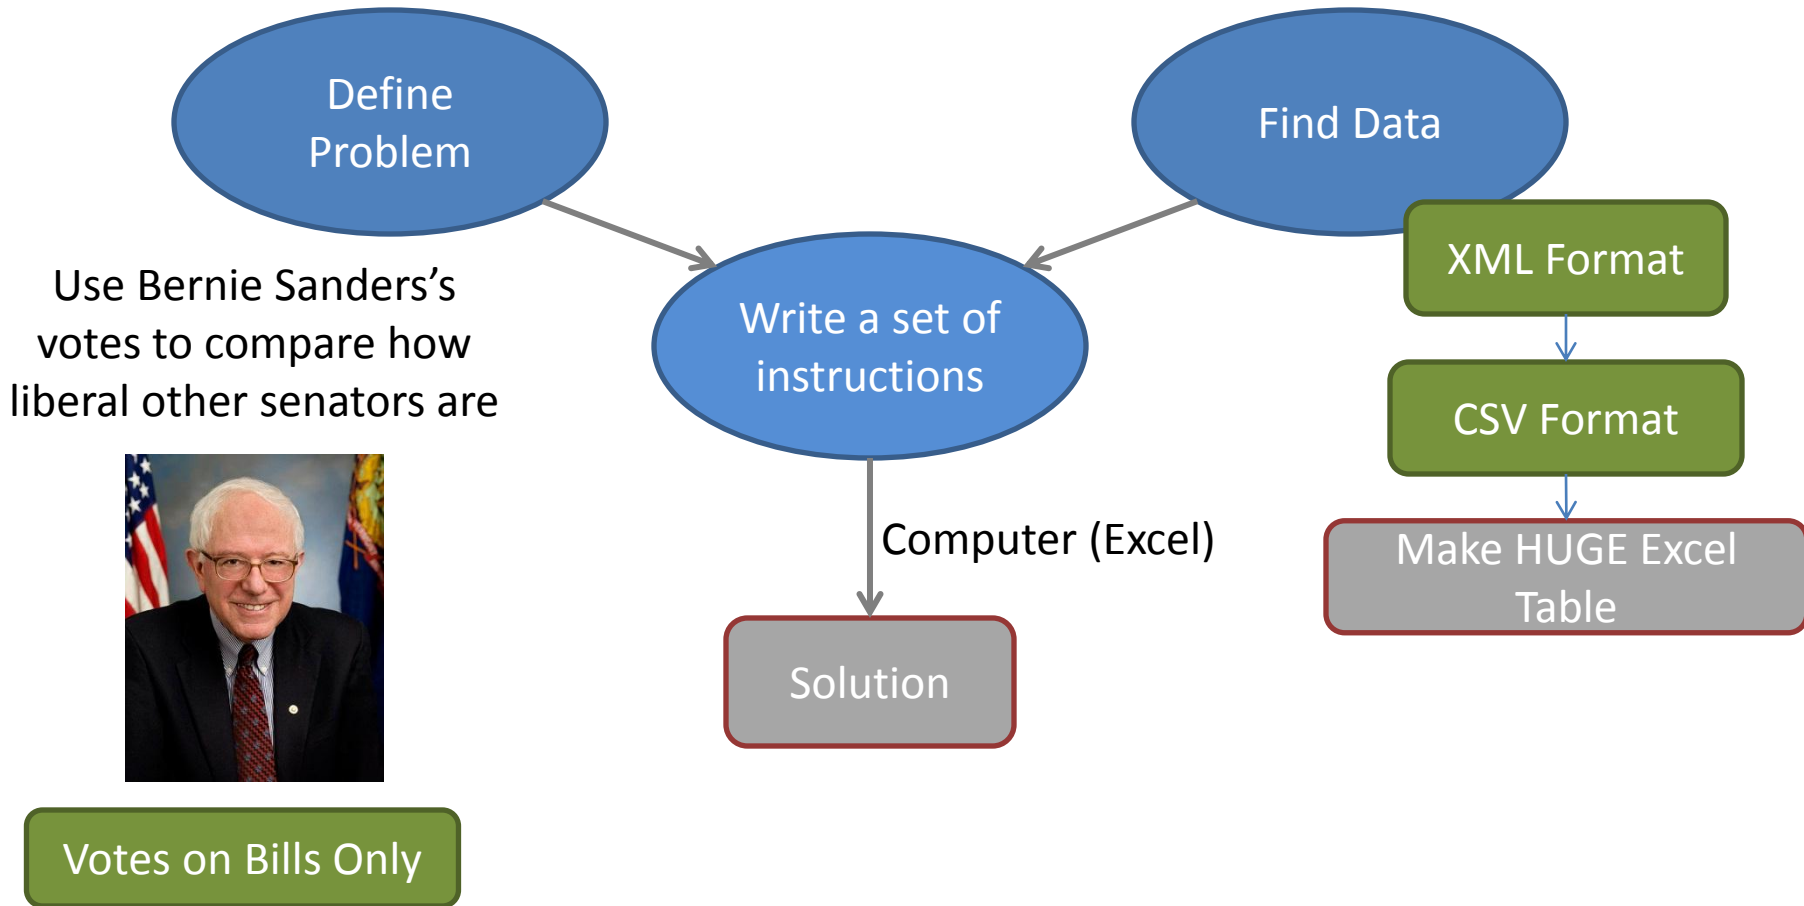 Define
Problem
Find Data
XML Format
Use Bernie Sanders’s
votes to compare how
liberal other senators are
Write a set of
instructions
CSV Format
Computer (Excel)
Make HUGE Excel
Table
Solution
Votes on Bills Only